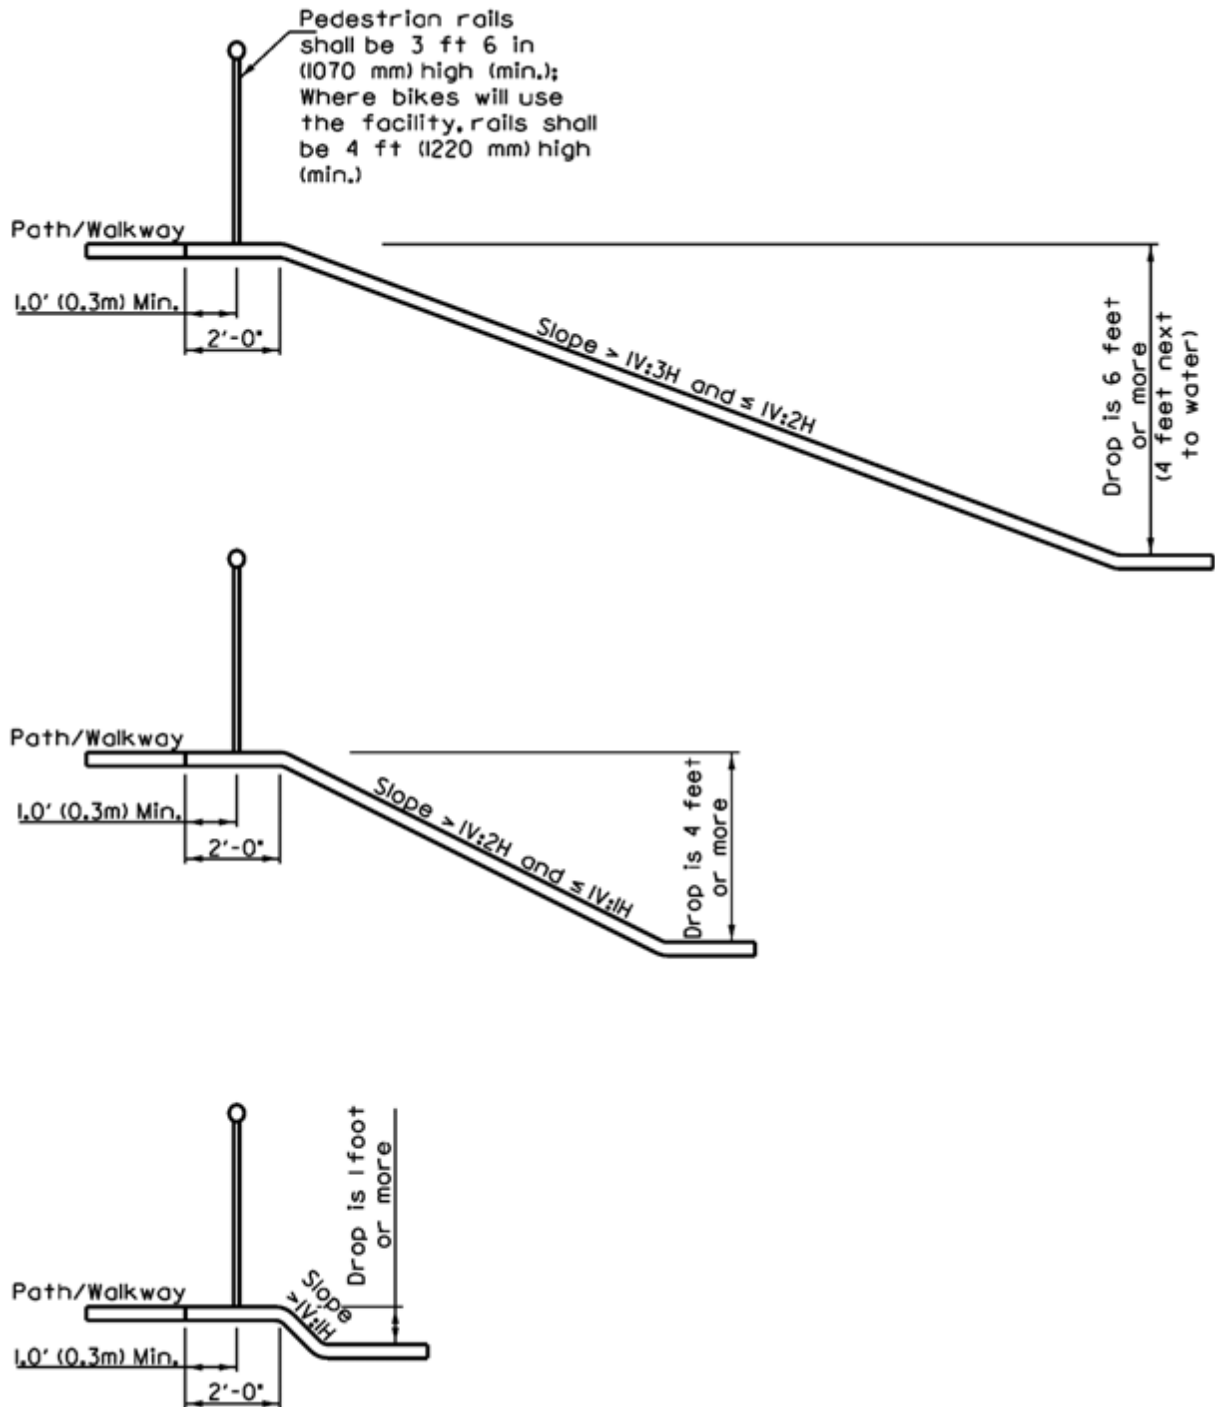 Pedestrian rails
shall be 3 ft 6 in
(1070 mm) high (min.);
Where bikes will use
the facility, rails shall
be 4 ft (1220 mm) high
(min.)
Path/Walkway
1.0' (0.3m) Min.
2'-0"
Slope > 1V:3H and ≤ 1V:2H
Drop is 6 feet
or more
(4 feet next
to water)
Path/Walkway
1.0' (0.3m) Min.
2'-0"
Slope > 1V:2H and ≤ 1V:1H
Drop is 4 feet
or more
Drop is 1 foot
or more
Path/Walkway
Slope
>1V:1H
1.0' (0.3m) Min.
2'-0"